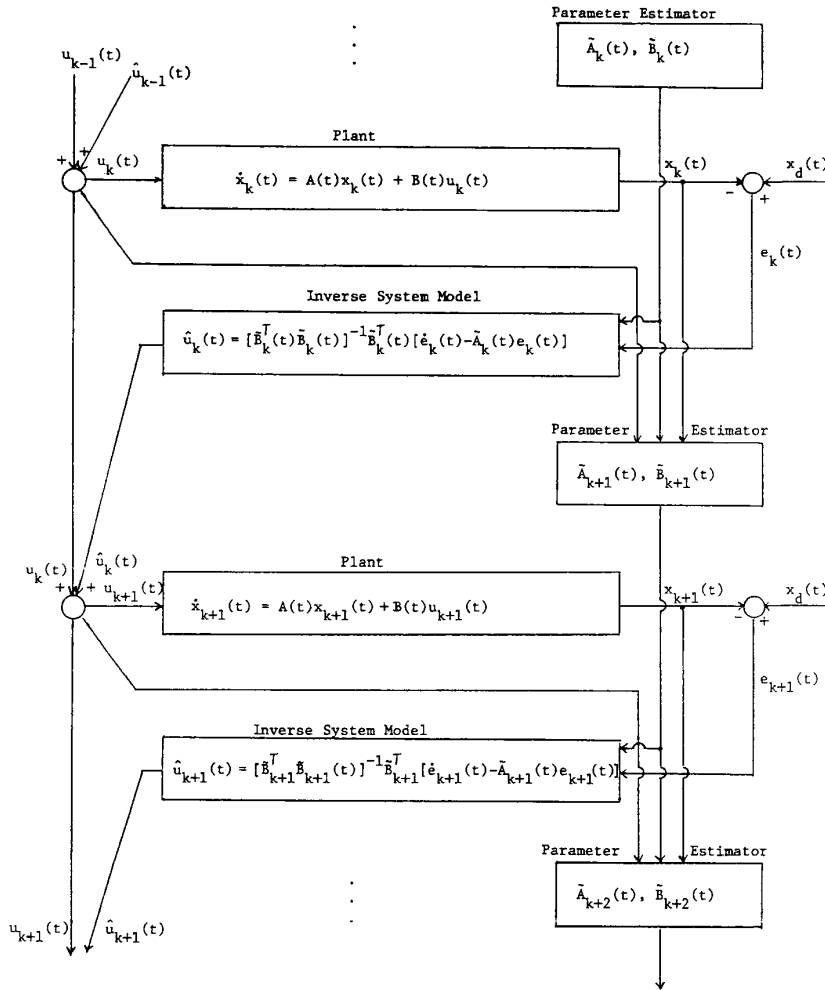 Parameter Estimator
Ã_k(t), B̃_k(t)
u_{k-1}(t)
û_{k-1}(t)
Plant
+ +
u_k(t)
ẋ_k(t) = A(t)x_k(t) + B(t)u_k(t)
x_k(t)
x_d(t)
- +
e_k(t)
Inverse System Model
û_k(t) = [B̃_k^T(t)B̃_k(t)]^{-1}B̃_k^T(t)[ė_k(t)-Ã_k(t)e_k(t)]
Parameter Estimator
Ã_{k+1}(t), B̃_{k+1}(t)
Plant
u_k(t)
û_k(t)
+ +
u_{k+1}(t)
ẋ_{k+1}(t) = A(t)x_{k+1}(t) + B(t)u_{k+1}(t)
x_{k+1}(t)
x_d(t)
- +
e_{k+1}(t)
Inverse System Model
û_{k+1}(t) = [B̃_{k+1}^T B̃_{k+1}(t)]^{-1}B̃_{k+1}^T[ė_{k+1}(t)-Ã_{k+1}(t)e_{k+1}(t)]
Parameter Estimator
Ã_{k+2}(t), B̃_{k+2}(t)
u_{k+1}(t)
û_{k+1}(t)